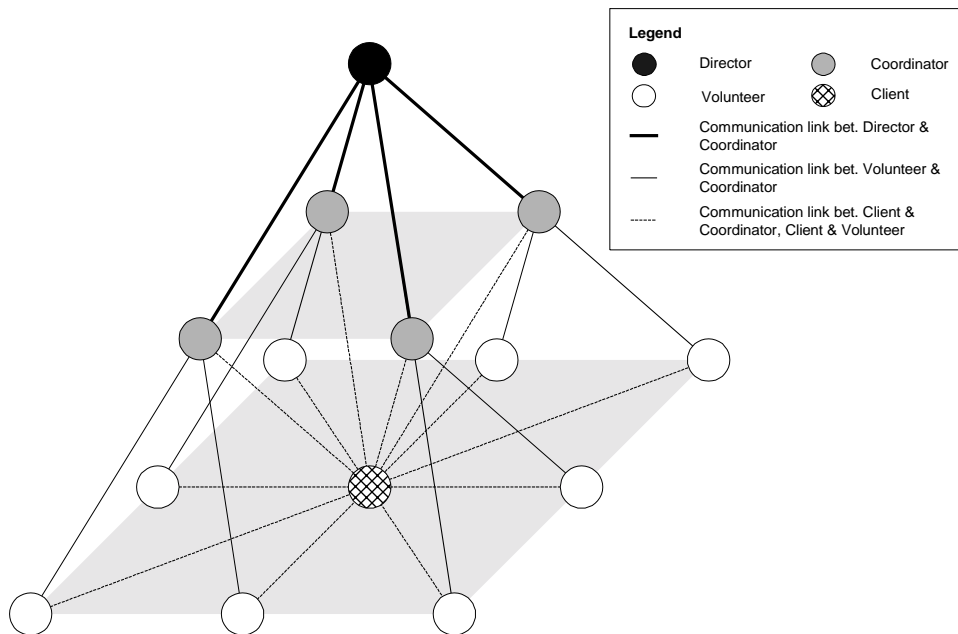 Legend
Director
Coordinator
Volunteer
Client
Communication link bet. Director &
Coordinator
Communication link bet. Volunteer &
Coordinator
Communication link bet. Client &
Coordinator, Client & Volunteer